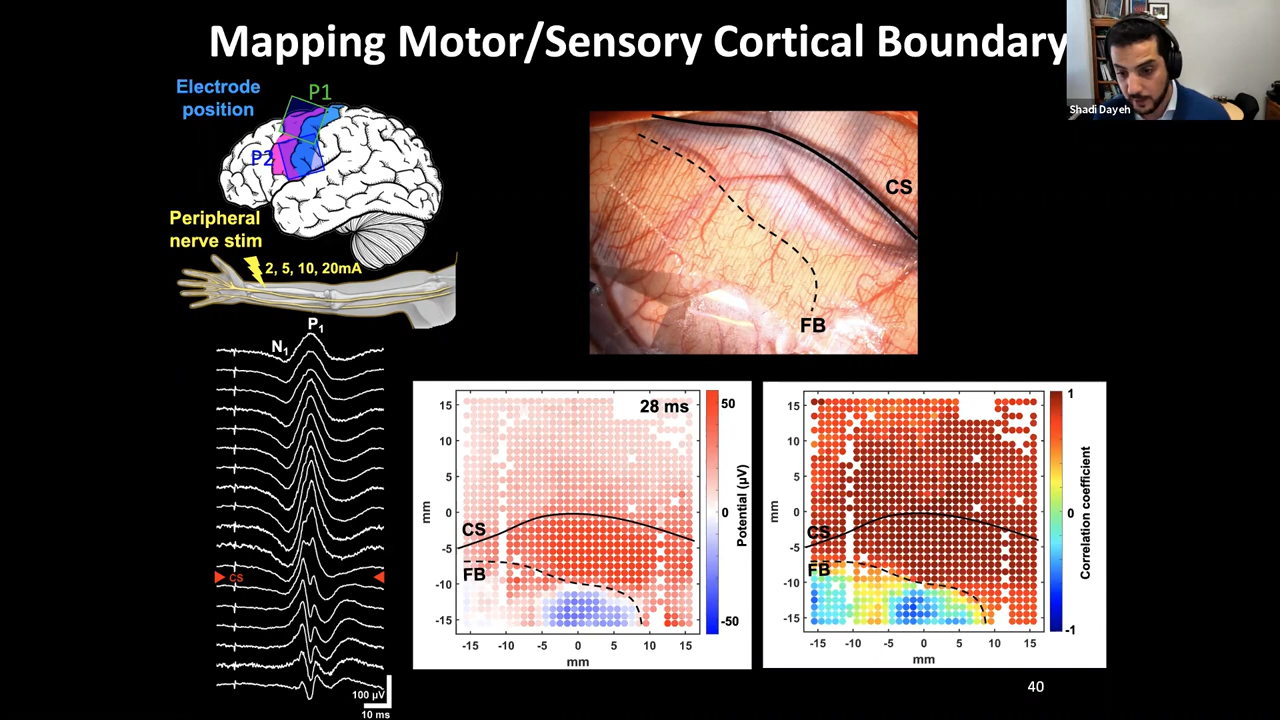 Mapping Motor/Sensory Cortical Boundary
Shadi Dayeh
Electrode
position
P1
P2
Peripheral
nerve stim
2, 5, 10, 20mA
P1
N1
CS
100 µV
10 ms
CS
FB
28 ms
15
10
5
0
-5
-10
-15
mm
CS
FB
-15 -10 -5 0 5 10 15
mm
50
0
-50
Potential (µV)
15
10
5
0
-5
-10
-15
mm
CS
FB
-15 -10 -5 0 5 10 15
mm
1
0
-1
Correlation coefficient
40